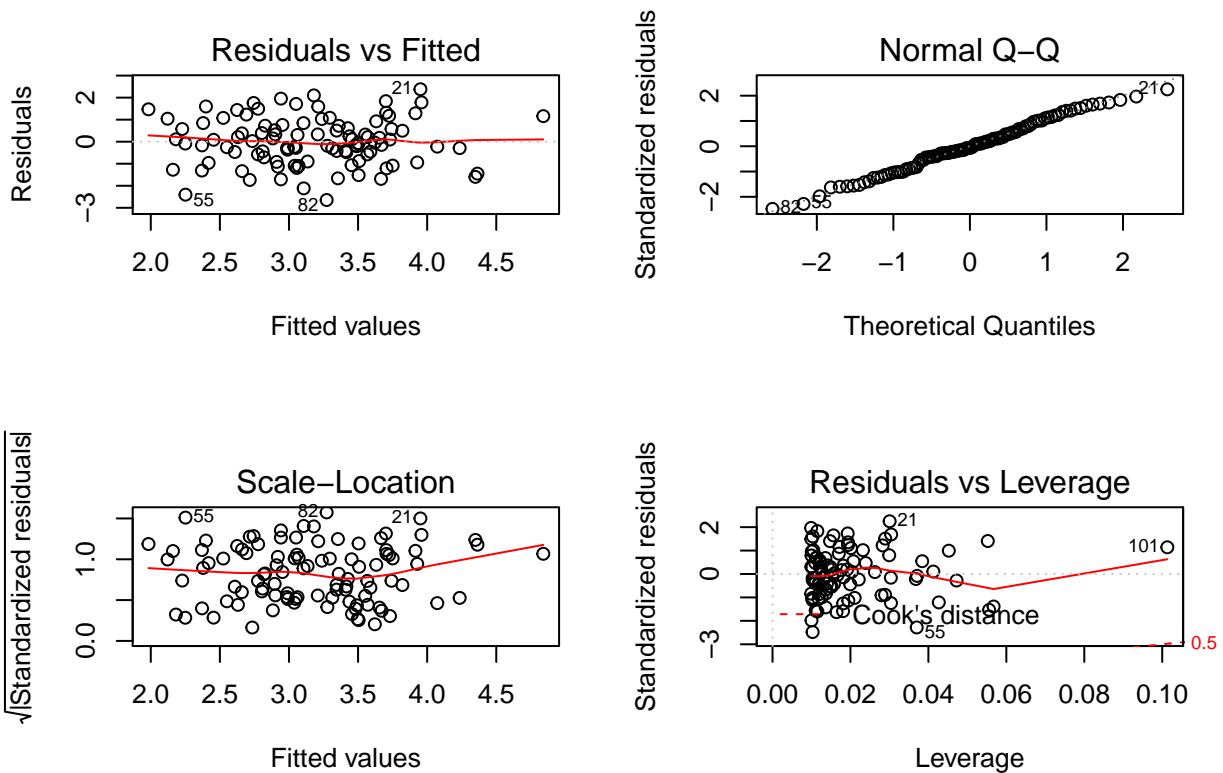 Residuals vs Fitted
Residuals
2
0
−3
21
55
82
2.0 2.5 3.0 3.5 4.0 4.5
Fitted values
Normal Q−Q
Standardized residuals
2
0
−2
21
82 55
−2 −1 0 1 2
Theoretical Quantiles
Scale−Location
√|Standardized residuals|
1.0
0.0
55
82
21
2.0 2.5 3.0 3.5 4.0 4.5
Fitted values
Residuals vs Leverage
Standardized residuals
2
0
−3
21
101
Cook's distance
55
0.5
0.00 0.02 0.04 0.06 0.08 0.10
Leverage